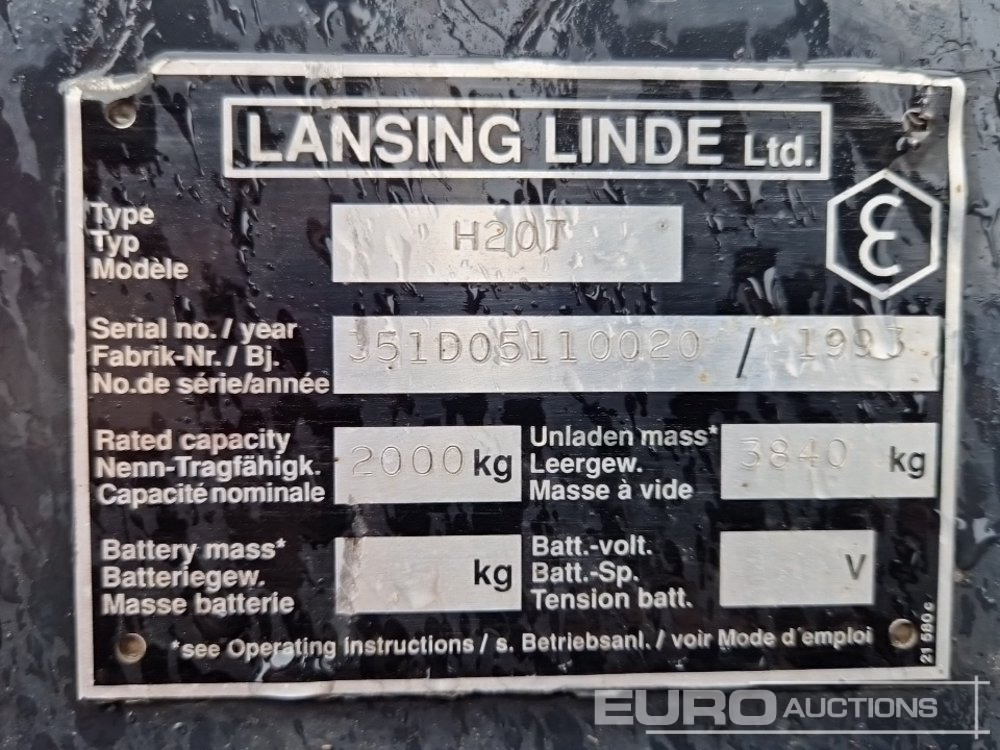 LANSING LINDE Ltd.
Type
Typ
Modèle
H20T
Serial no. / year
Fabrik-Nr. / Bj.
No.de série/année
351D05110020 / 1993
Rated capacity
Nenn-Tragfähigk.
Capacité nominale
2000 kg
Unladen mass*
Leergew.
Masse à vide
3840 kg
Battery mass*
Batteriegew.
Masse batterie
kg
Batt.-volt.
Batt.-Sp.
Tension batt.
V
*see Operating instructions / s. Betriebsanl. / voir Mode d´emploi
21 580 c
EURO AUCTIONS